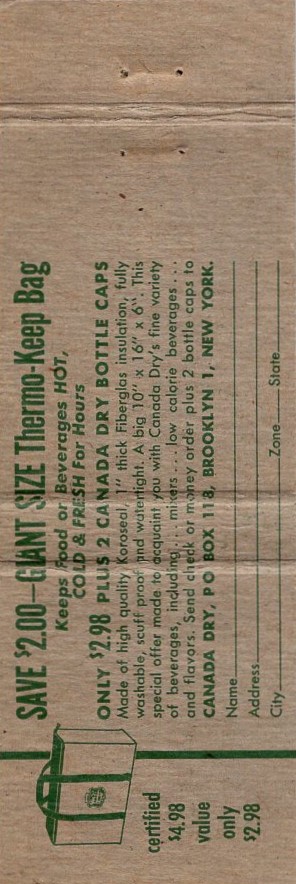 SAVE $2.00—GIANT SIZE Thermo-Keep Bag
Keeps Food or Beverages HOT,
COLD & FRESH For Hours
ONLY $2.98 PLUS 2 CANADA DRY BOTTLE CAPS
Made of high quality Koroseal, 1" thick Fiberglas insulation, fully
washable, scuff proof and watertight. A big 10" x 16" x 6". This
special offer made to acquaint you with Canada Dry's fine variety
of beverages, including... mixers... low calorie beverages...
and flavors. Send check or money order plus 2 bottle caps to
CANADA DRY, P O BOX 118, BROOKLYN 1, NEW YORK.
Name
Address
City Zone State
certified
$4.98
value
only
$2.98